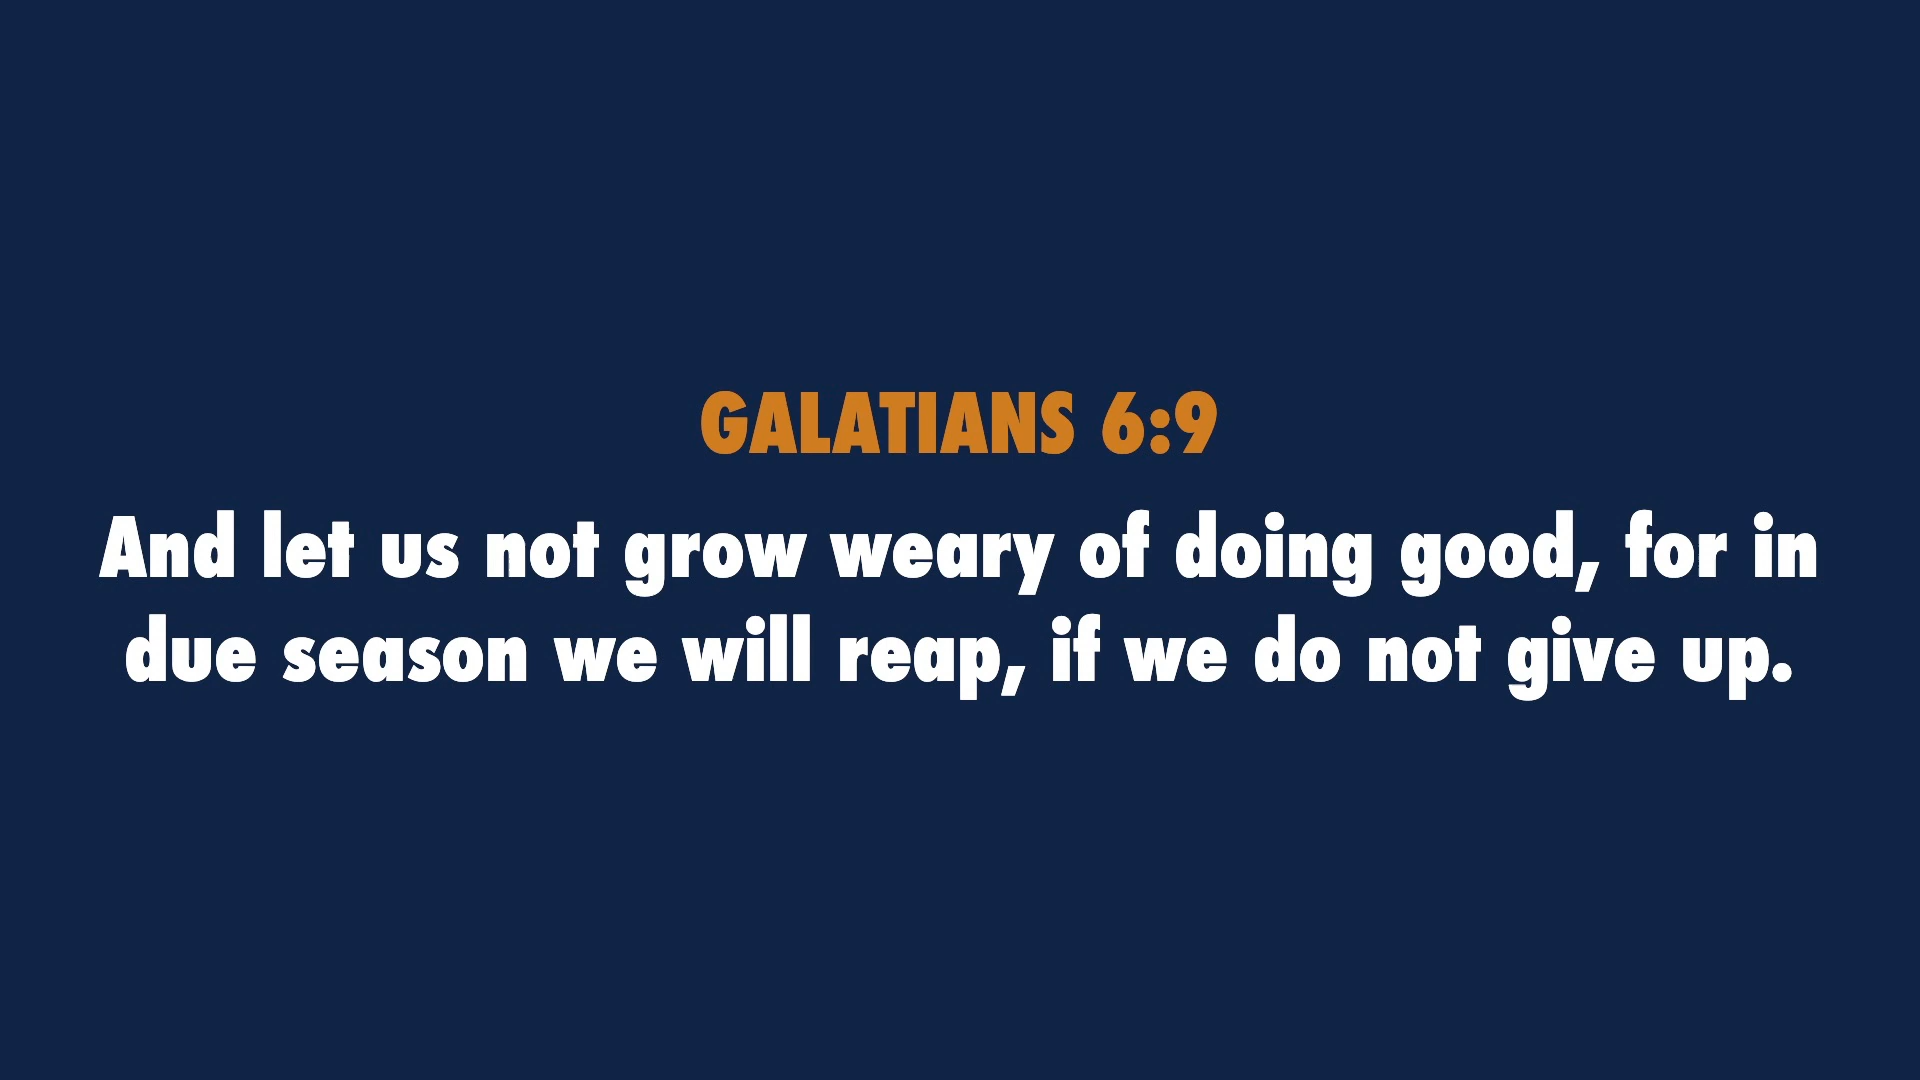 GALATIANS 6:9
And let us not grow weary of doing good, for in
due season we will reap, if we do not give up.